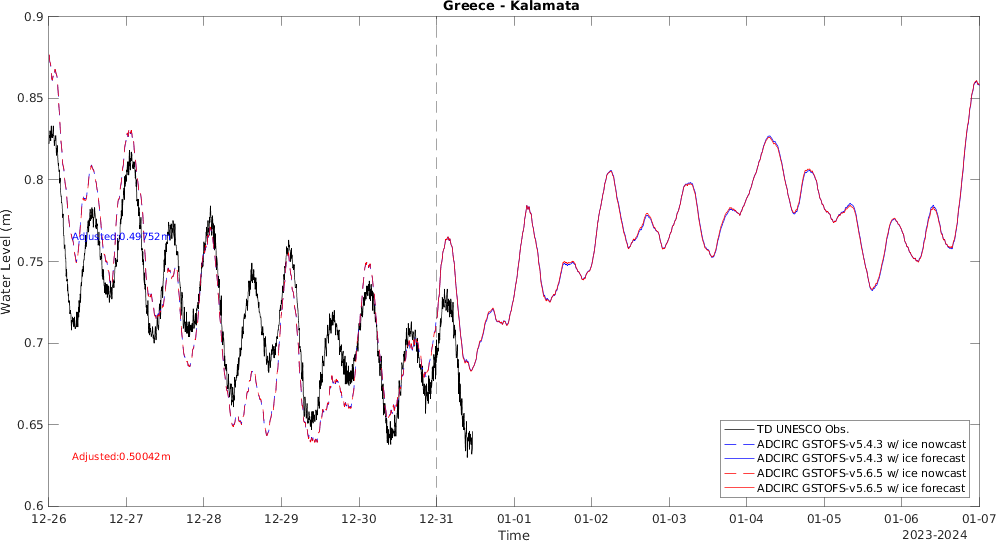 Greece - Kalamata
Water Level (m)
0.9
0.85
0.8
0.75
0.7
0.65
0.6
Adjusted:0.49752m
Adjusted:0.50042m
TD UNESCO Obs.
ADCIRC GSTOFS-v5.4.3 w/ ice nowcast
ADCIRC GSTOFS-v5.4.3 w/ ice forecast
ADCIRC GSTOFS-v5.6.5 w/ ice nowcast
ADCIRC GSTOFS-v5.6.5 w/ ice forecast
12-26 12-27 12-28 12-29 12-30 12-31 01-01 01-02 01-03 01-04 01-05 01-06 01-07
Time
2023-2024